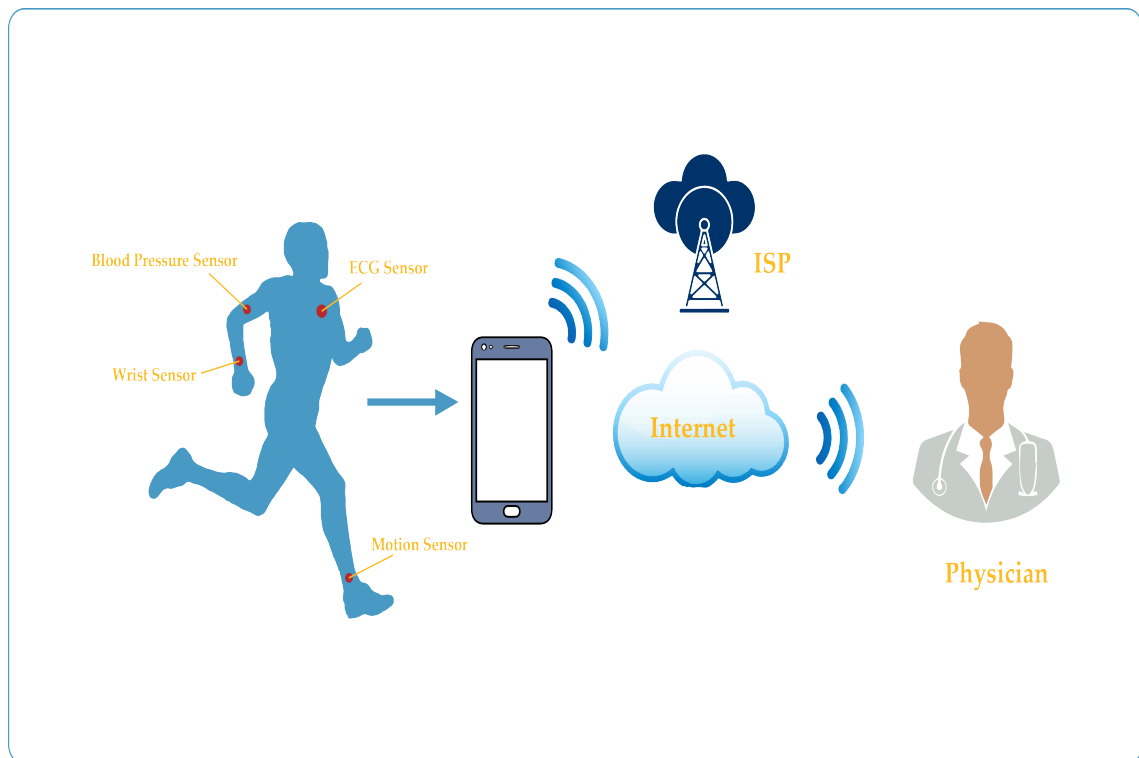 Blood Pressure Sensor
ECG Sensor
Wrist Sensor
Motion Sensor
ISP
Internet
Physician